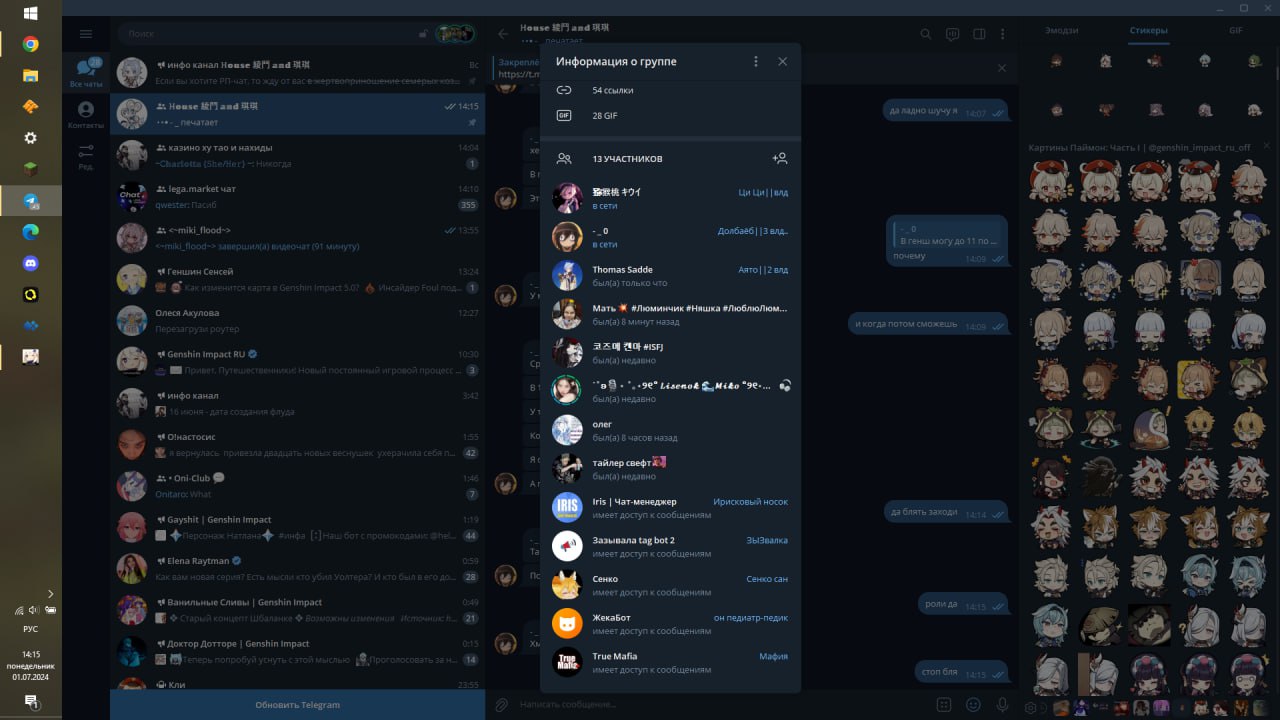 Поиск
инфо канал House 綾門 and 琪琪
Вс
Если вы хотите РП-чат, то жду от вас в жертвоприношение семерых коз...
House 綾門 and 琪琪
14:15
- _ печатает
казино ху тао и нахиды
14:04
~Charlotta {She/Her} ~: Никогда
1
lega.market чат
14:10
qwester: Пасиб
355
<~miki_flood~>
13:55
<~miki_flood~> завершил(а) видеочат (91 минуту)
Геншин Сенсей
13:24
Как изменится карта в Genshin Impact 5.0? 🔥 Инсайдер Foul под...
1
Олеся Акулова
12:27
Перезагрузи роутер
Genshin Impact RU
10:30
Привет, Путешественники! Новый постоянный игровой процесс ...
3
инфо канал
3:42
16 июня - дата создания флуда
О!настосис
1:55
я вернулась привезла двадцать новых веснушек ухерачила себя п...
42
• Oni-Club 💬
1:46
Onitaro: What
7
Gayshit | Genshin Impact
1:19
Персонаж Натлана #инфа [:] Наш бот с промокодами: @hel...
44
Elena Raytman
0:59
Как вам новая серия? Есть мысли кто убил Уолтера? И кто был в его до...
28
Ванильные Сливы | Genshin Impact
0:49
❖ Старый концепт Шбаланке ❖ Возможны изменения Источник: h...
21
Доктор Дотторе | Genshin Impact
0:15
Теперь попробуй уснуть с этой мыслью Проголосовать за н...
14
Кли
23:55
Обновить Telegram
28
Все чаты
Контакты
Ред.
РУС
14:15
понедельник
01.07.2024
House 綾門 and 琪琪
- _ печатает
Закрепл
https://t.m
Информация о группе
54 ссылки
GIF
28 GIF
13 УЧАСТНИКОВ
猕猴桃 キウイ
Ци Ци||влд
в сети
- _ 0
Долбаёб||3 влд..
в сети
Thomas Sadde
Аято||2 влд
был(а) только что
Мать💥 #Люминчик #Няшка #ЛюблюЛюм...
был(а) 8 минут назад
코즈메 켄마 #ISFJ
был(а) недавно
Lisenok 🌊 Miko
был(а) недавно
олег
был(а) 8 часов назад
тайлер свефт
был(а) недавно
IRIS
Iris | Чат-менеджер
Ирисковый носок
имеет доступ к сообщениям
Зазывала tag bot 2
ЗЫЗвалка
имеет доступ к сообщениям
Сенко
Сенко сан
имеет доступ к сообщениям
ЖекаБот
он педиатр-педик
имеет доступ к сообщениям
True Mafia
True Mafia
Мафия
имеет доступ к сообщениям
да ладно шучу я
14:07
- _ 0
В генш могу до 11 по ...
почему
14:09
и когда потом сможешь
14:09
да блять заходи
14:14
роли да
14:15
стоп бля
14:15
Написать сообщение...
Эмодзи
Стикеры
GIF
Картины Паймон: Часть I | @genshin_impact_ru_off